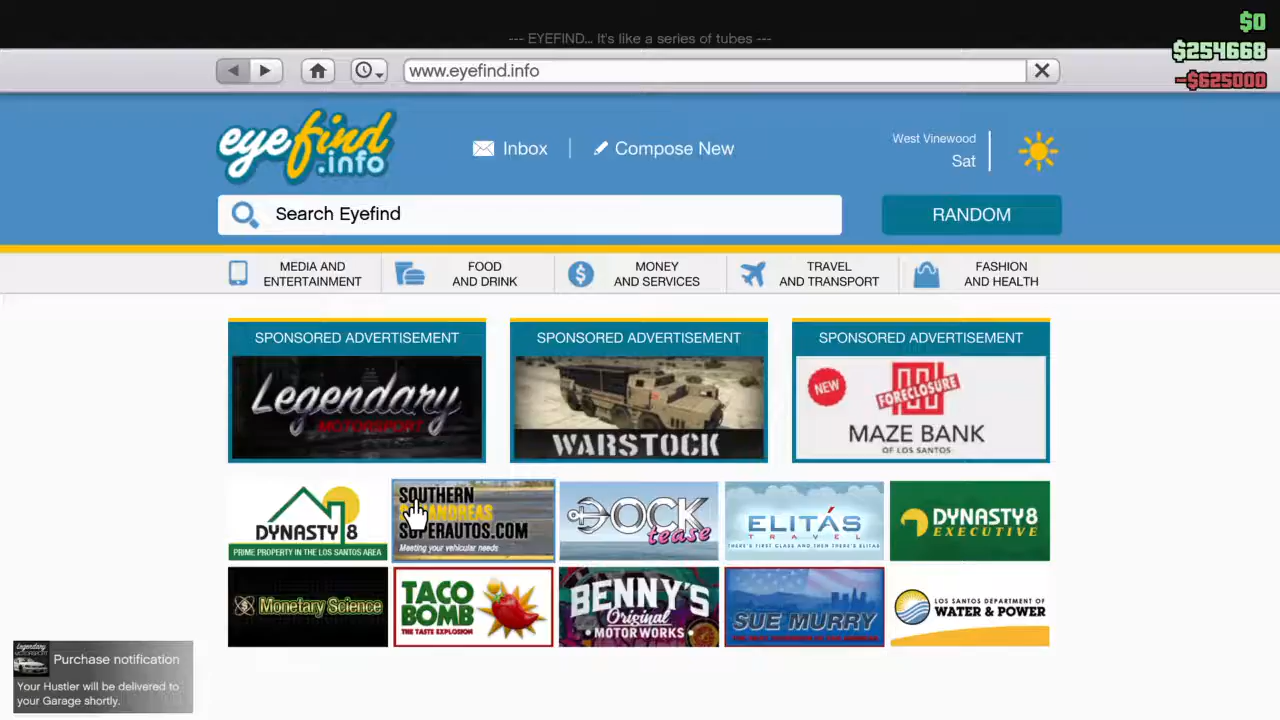 $0
--- EYEFIND... It's like a series of tubes ---
$254668
www.eyefind.info
-$625000
eyefind
.info
Inbox
Compose New
West Vinewood
Sat
Search Eyefind
RANDOM
MEDIA AND
ENTERTAINMENT
FOOD
AND DRINK
MONEY
AND SERVICES
TRAVEL
AND TRANSPORT
FASHION
AND HEALTH
SPONSORED ADVERTISEMENT
Legendary
MOTORSPORT
SPONSORED ADVERTISEMENT
WARSTOCK
SPONSORED ADVERTISEMENT
NEW
FORECLOSURE
MAZE BANK
OF LOS SANTOS
DYNASTY 8
PRIME PROPERTY IN THE LOS SANTOS AREA
SOUTHERN
SUPERAUTOS.COM
Meeting your vehicular needs
DOCK
tease
ELITÁS
TRAVEL
THERE'S FIRST CLASS AND THEN THERE'S ELITAS
DYNASTY 8
EXECUTIVE
Monetary Science
TACO
BOMB
THE TASTE EXPLOSION
BENNY'S
Original
MOTOR WORKS
SUE MURRY
LOS SANTOS DEPARTMENT OF
WATER & POWER
Legendary
Purchase notification
Your Hustler will be delivered to
your Garage shortly.